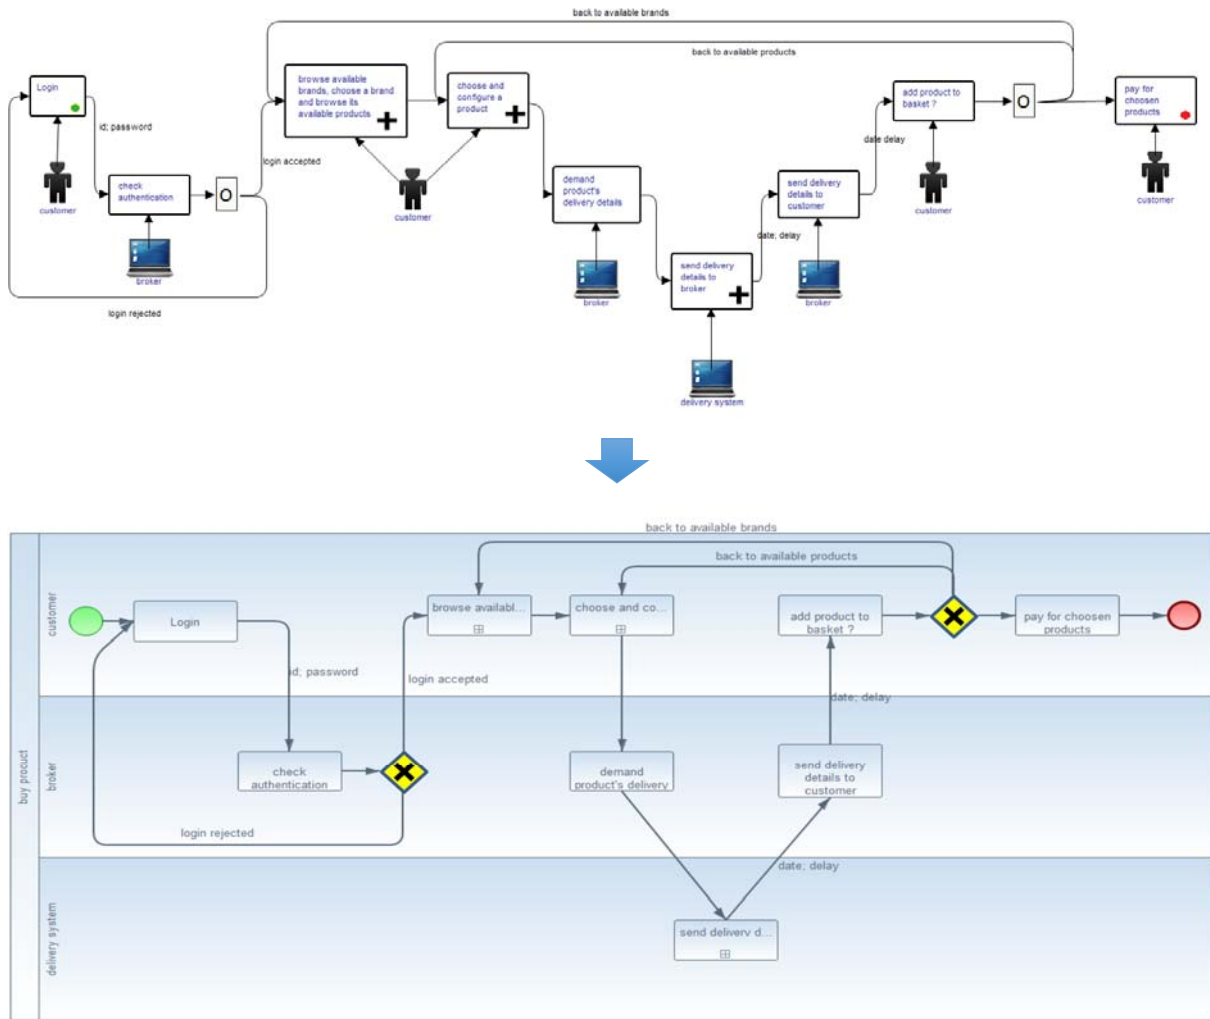 back to available brands
back to available products
Login
id; password
customer
check
authentication
O
broker
login accepted
login rejected
browse available
brands, choose a brand
and browse its
available products
choose and
configure a
product
customer
demand
product's
delivery details
broker
send delivery
details to
broker
delivery system
date; delay
send delivery
details to
customer
broker
date delay
add product to
basket ?
customer
O
pay for
choosen
products
customer
buy procuct
customer
broker
delivery system
back to available brands
back to available products
Login
id; password
check
authentication
login accepted
login rejected
browse availabl...
choose and co...
demand
product's delivery
send delivery d...
date; delay
send delivery
details to
customer
date; delay
add product to
basket ?
pay for choosen
products